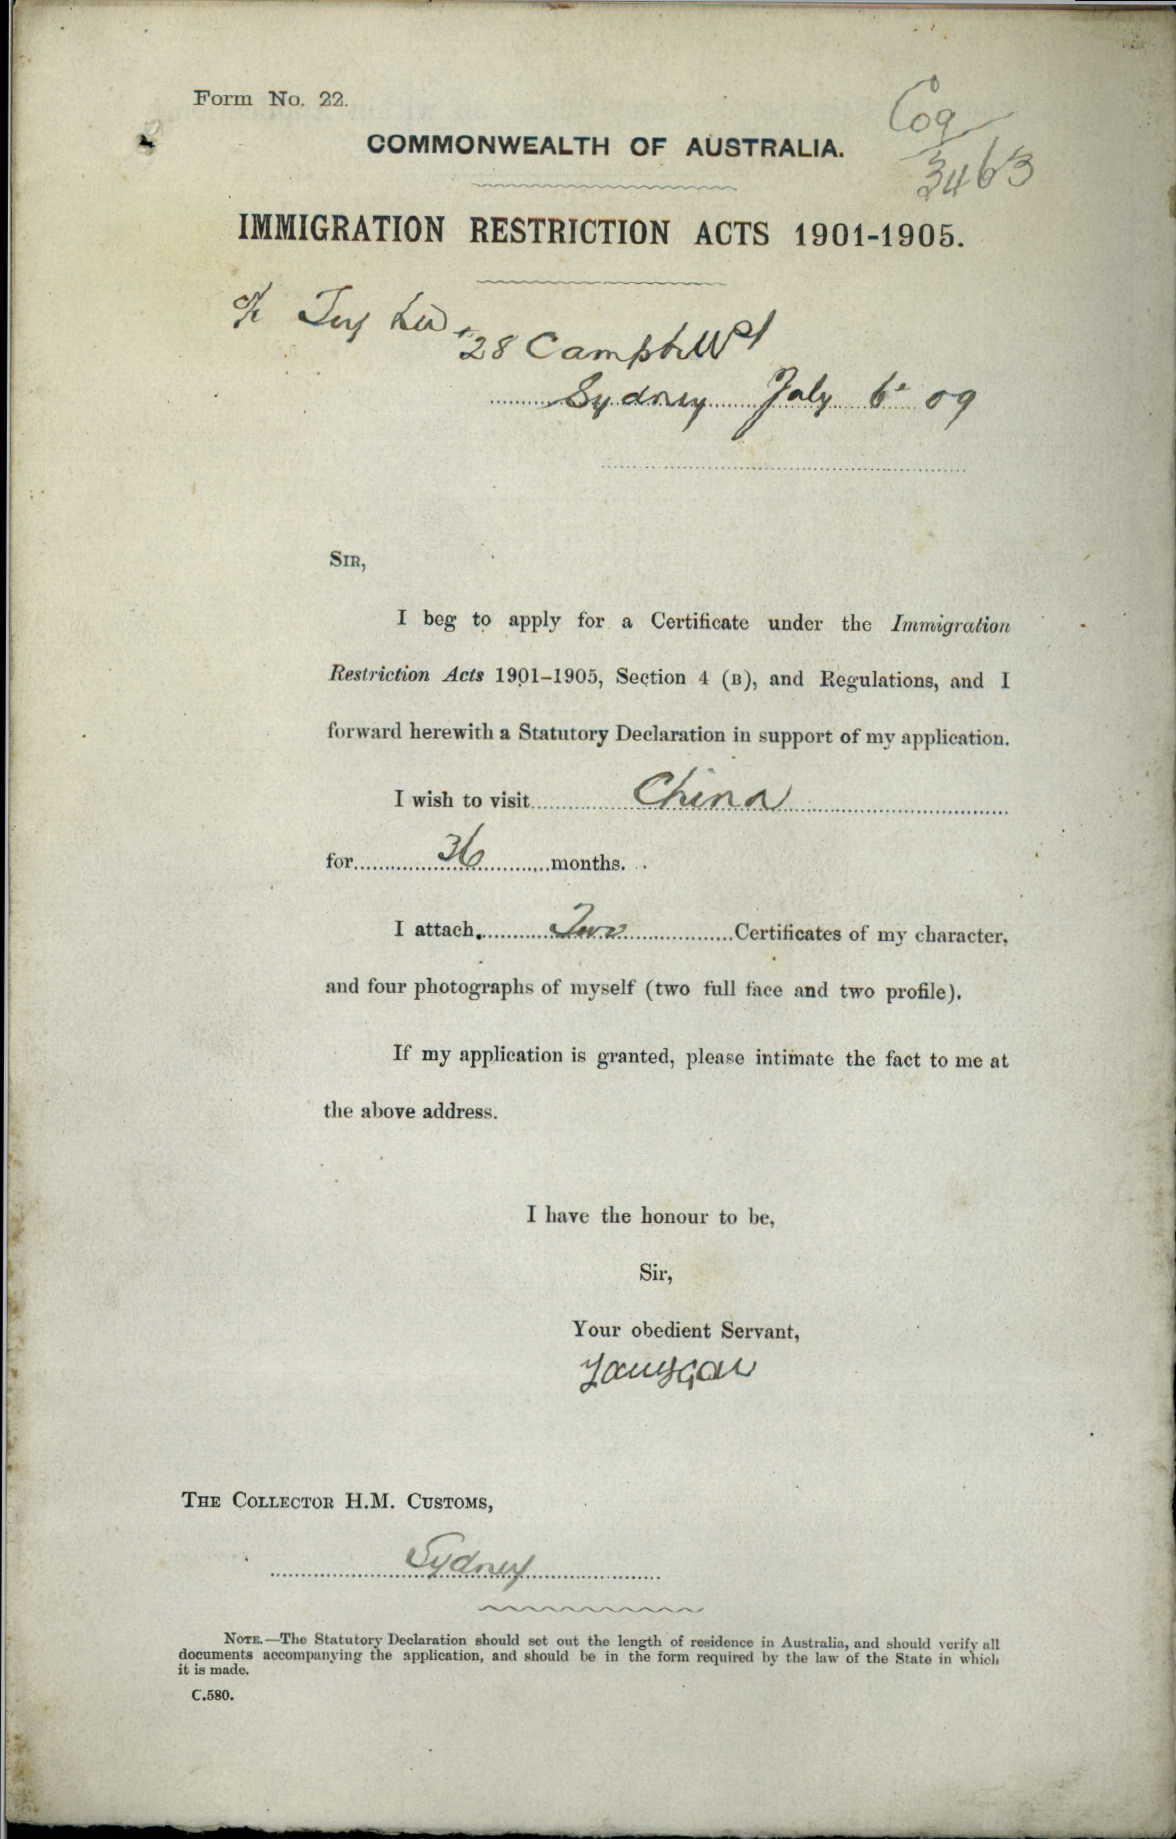 Form No. 22.
C09
3463
COMMONWEALTH OF AUSTRALIA.
IMMIGRATION RESTRICTION ACTS 1901-1905.
28 Campbell St
Sydney July 6 09
SIR,
I beg to apply for a Certificate under the Immigration
Restriction Acts 1901-1905, Section 4 (B), and Regulations, and I
forward herewith a Statutory Declaration in support of my application.
I wish to visit China
for 36 months.
I attach Two Certificates of my character,
and four photographs of myself (two full face and two profile).
If my application is granted, please intimate the fact to me at
the above address.
I have the honour to be,
Sir,
Your obedient Servant,
THE COLLECTOR H.M. CUSTOMS,
Sydney
NOTE.—The Statutory Declaration should set out the length of residence in Australia, and should verify all
documents accompanying the application, and should be in the form required by the law of the State in which
it is made.
C.580.